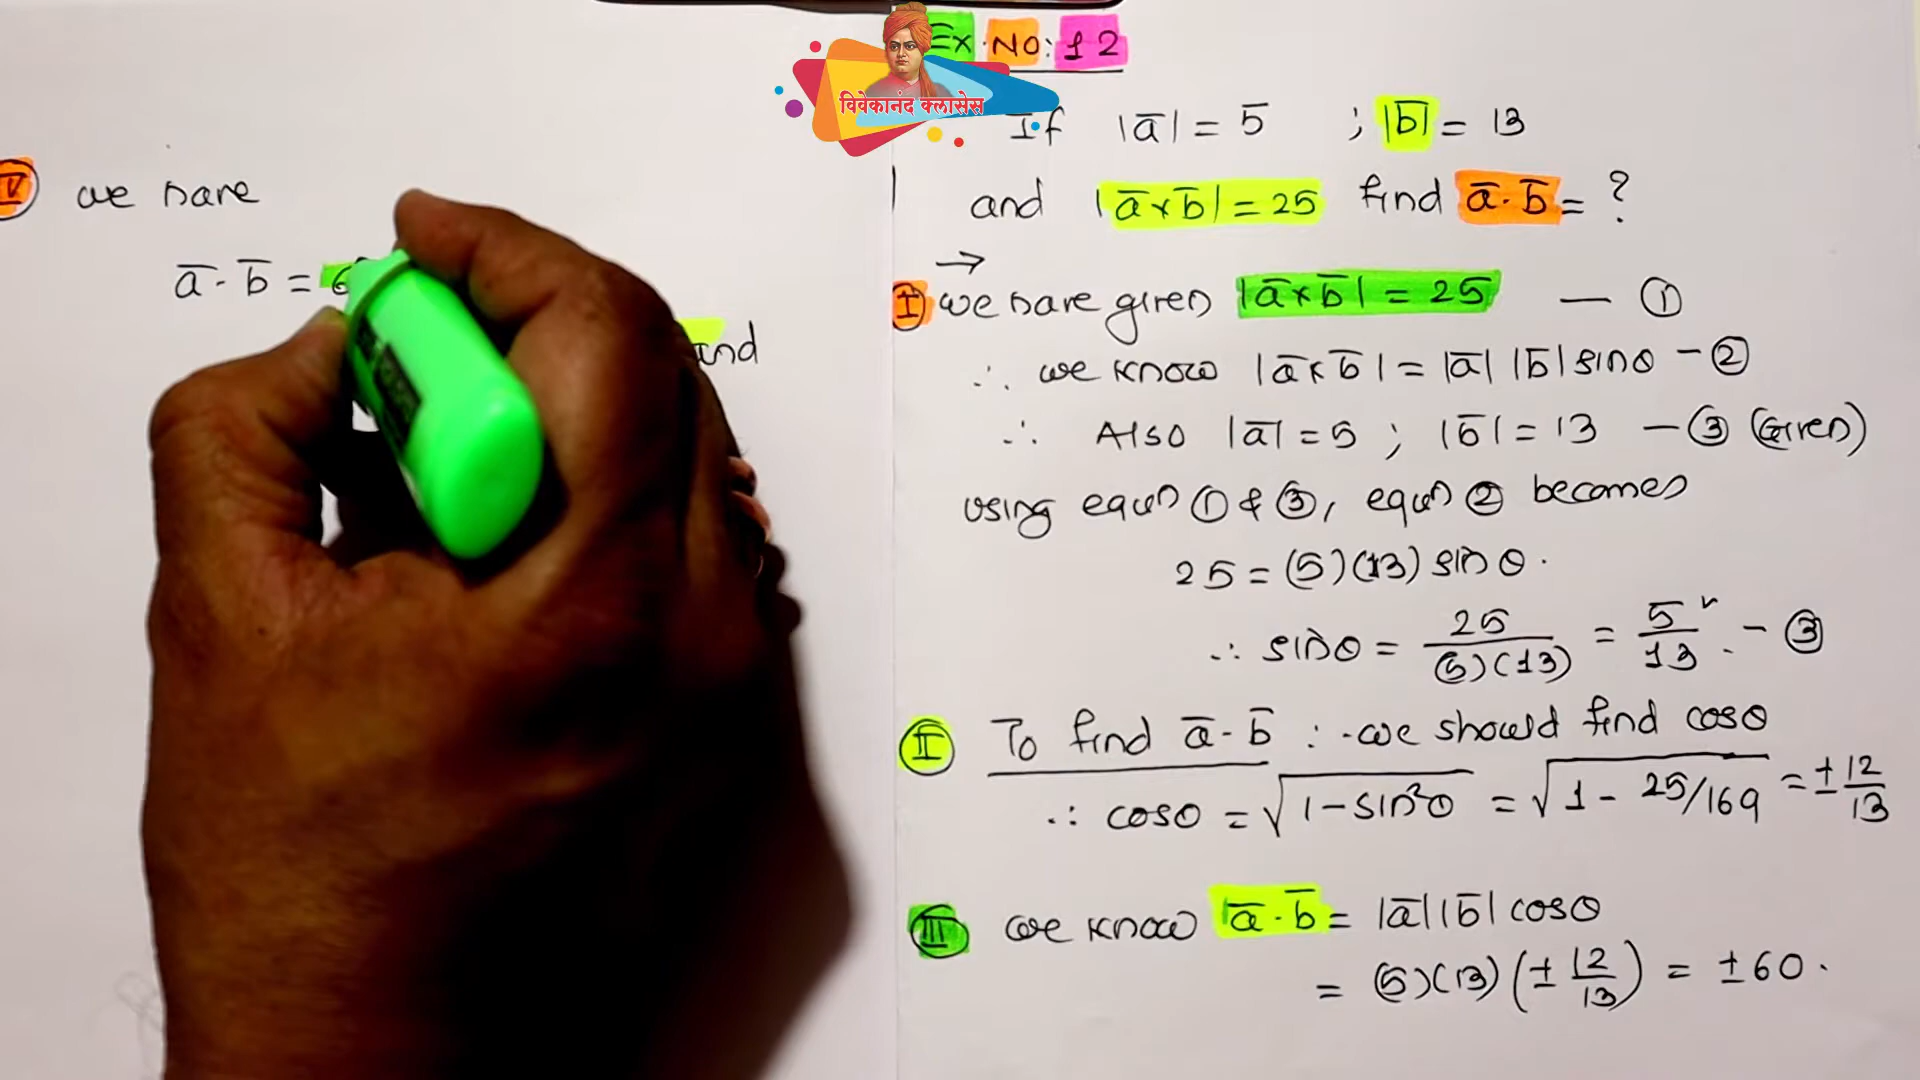 Ex. NO: 12
विवेकानंद क्लासेस
If |a̅| = 5 ; |b̅| = 13
and |a̅ × b̅| = 25 find a̅ · b̅ = ?
→
I we have given |a̅ × b̅| = 25 — ①
∴ we know |a̅ × b̅| = |a̅| |b̅| sinθ – ②
∴ Also |a̅| = 5 ; |b̅| = 13 — ③ (Given)
using equn ① & ③, equn ② becomes
25 = (5)(13) sinθ.
∴ sinθ = 25/(5)(13) = 5/13 . – ③
II To find a̅ · b̅ : - we should find cosθ
∴ cosθ = √(1 – sin²θ) = √(1 – 25/169) = ± 12/13
III we know a̅ · b̅ = |a̅| |b̅| cosθ
= (5)(13) (± 12/13) = ±60 .
IV we have
a̅ · b̅ =
and